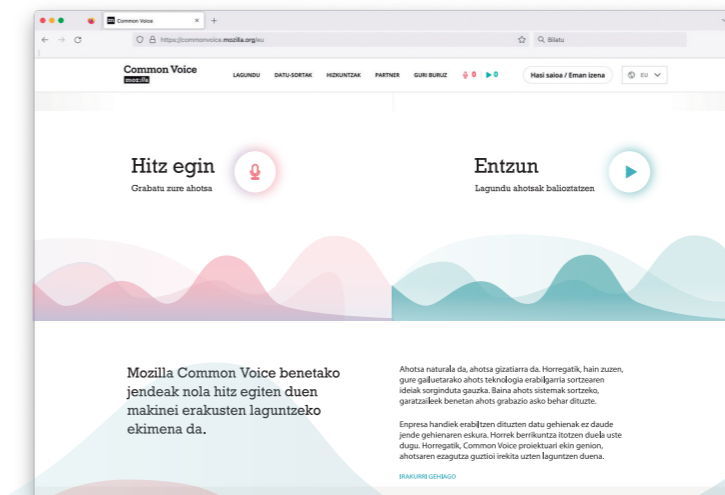 Common Voice
https://commonvoice.mozilla.org/eu
Bilatu
Common Voice
moz://a
LAGUNDU
DATU-SORTAK
HIZKUNTZAK
PARTNER
GURI BURUZ
0
0
Hasi saioa / Eman izena
EU
Hitz egin
Grabatu zure ahotsa
Entzun
Lagundu ahotsak balioztatzen
Mozilla Common Voice benetako
jendeak nola hitz egiten duen
makinei erakusten laguntzeko
ekimena da.
Ahotsa naturala da, ahotsa gizatiarra da. Horregatik, hain zuzen,
gure gailuetarako ahots teknologia erabilgarria sortzearen
ideiak sorginduta gauzka. Baina ahots sistemak sortzeko,
garatzaileek benetan ahots grabazio asko behar dituzte.
Enpresa handiek erabiltzen dituzten datu gehienak ez daude
jende gehienaren eskura. Horrek berrikuntza itotzen duela uste
dugu. Horregatik, Common Voice proiektuari ekin genion,
ahotsaren ezagutza guztioi irekita uzten laguntzen duena.
IRAKURRI GEHIAGO